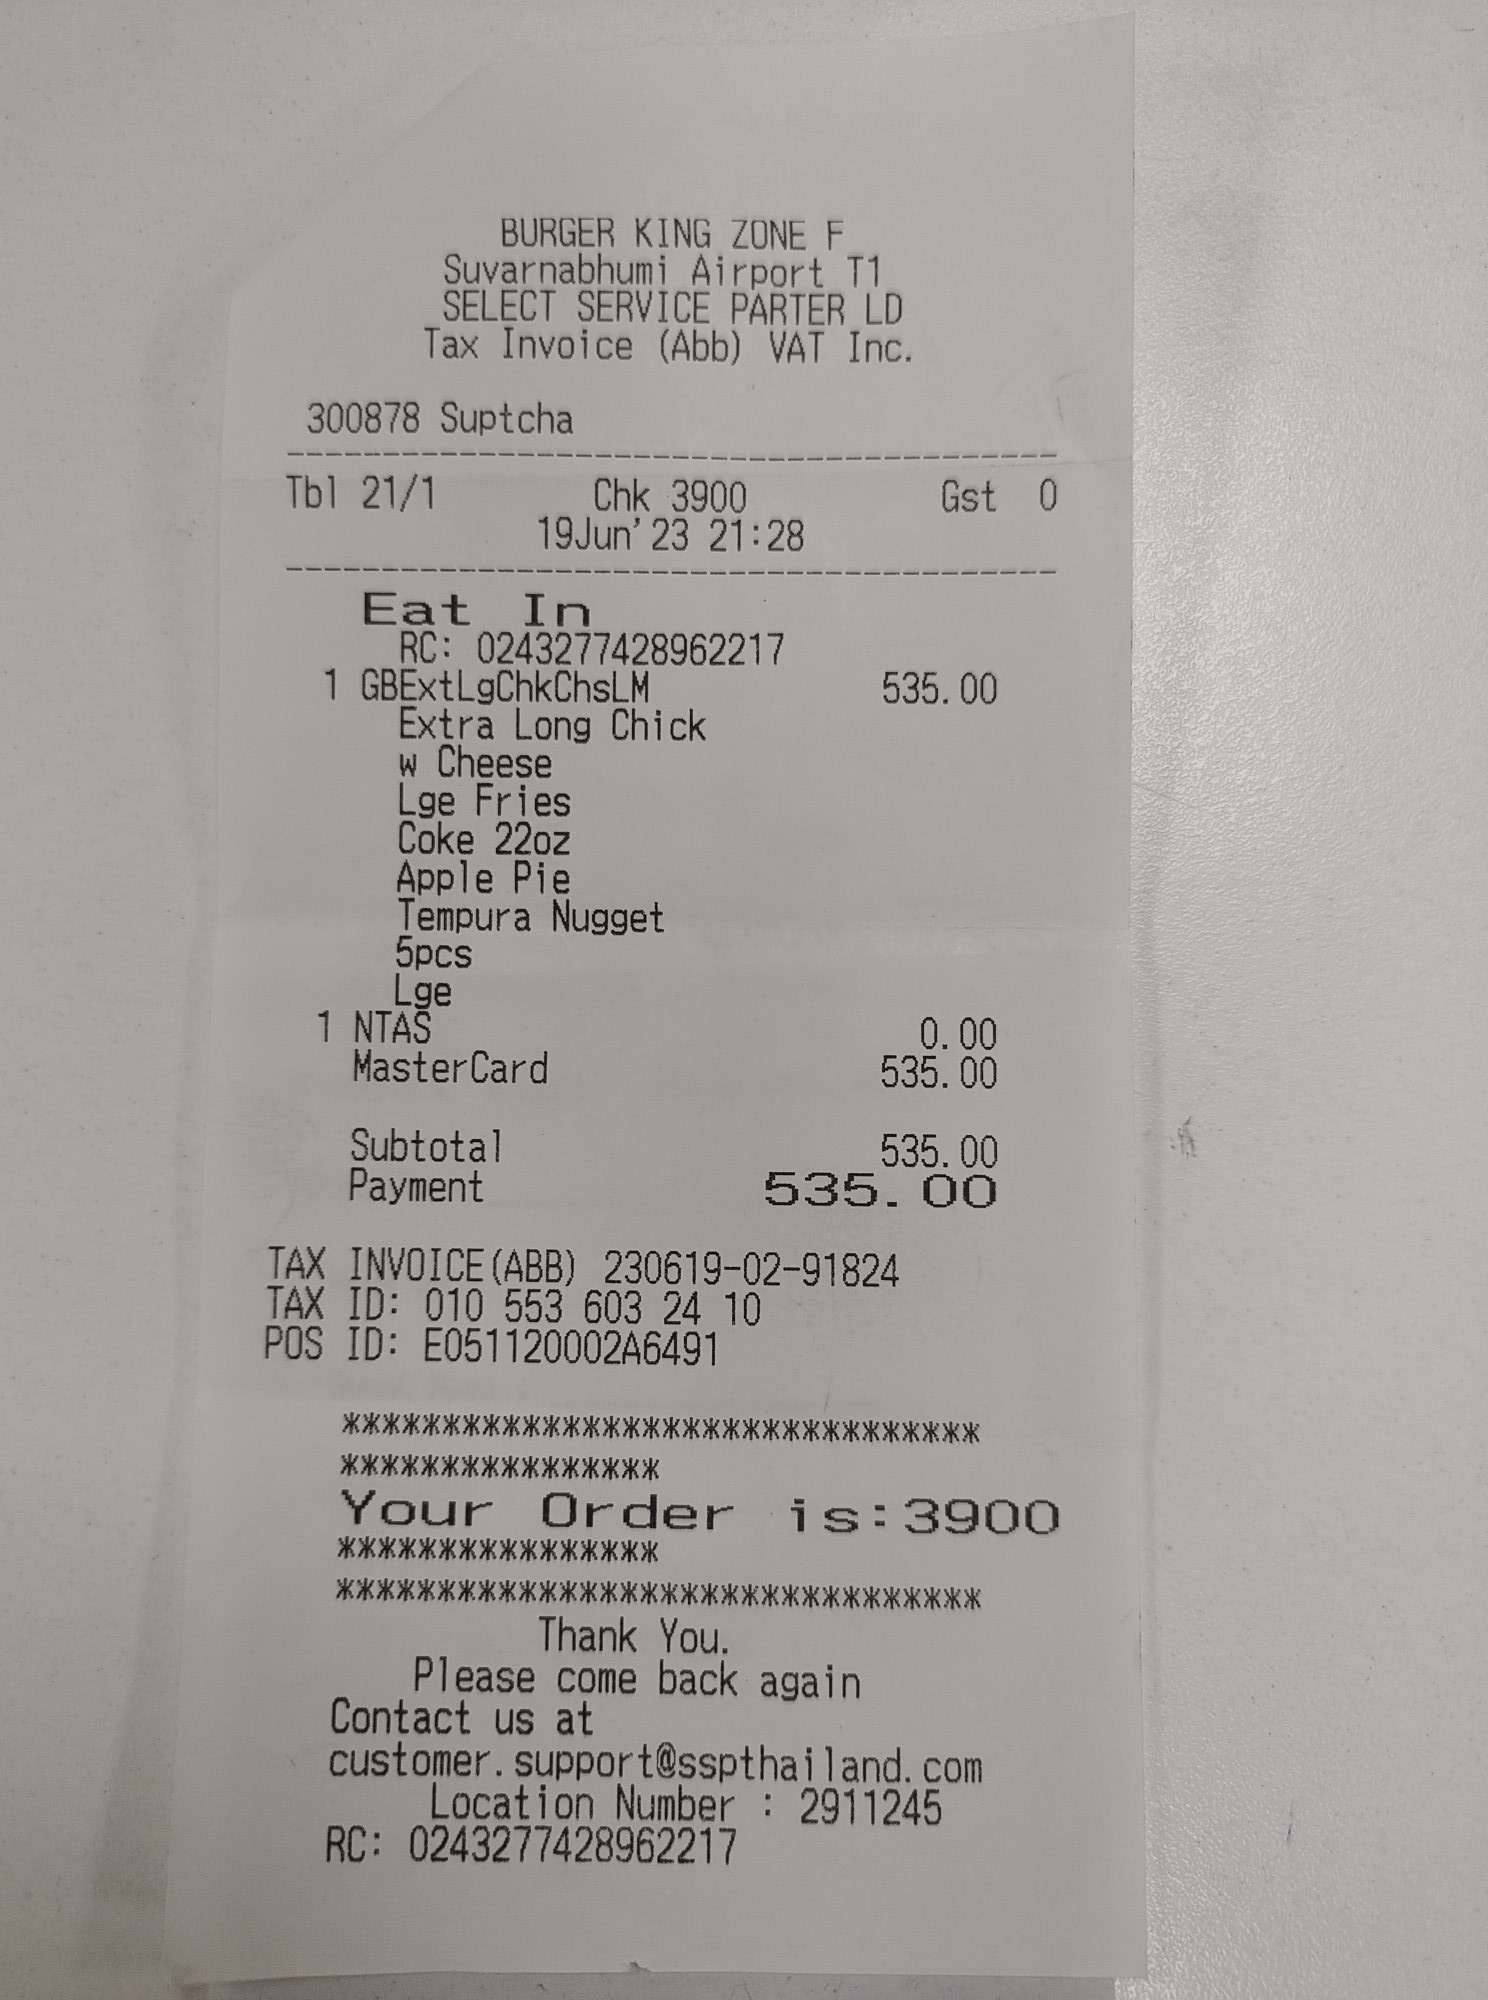 BURGER KING ZONE F
Suvarnabhumi Airport T1
SELECT SERVICE PARTER LD
Tax Invoice (Abb) VAT Inc.
300878 Suptcha
----------------------------------------
Tbl 21/1 Chk 3900 Gst 0
19Jun'23 21:28
----------------------------------------
Eat In
RC: 0243277428962217
1 GBExtLgChkChsLM 535.00
Extra Long Chick
w Cheese
Lge Fries
Coke 22oz
Apple Pie
Tempura Nugget
5pcs
Lge
1 NTAS 0.00
MasterCard 535.00
Subtotal 535.00
Payment 535.00
TAX INVOICE(ABB) 230619-02-91824
TAX ID: 010 553 603 24 10
POS ID: E051120002A6491
********************************
****************
Your Order is:3900
****************
********************************
Thank You.
Please come back again
Contact us at
customer.support@sspthailand.com
Location Number : 2911245
RC: 0243277428962217